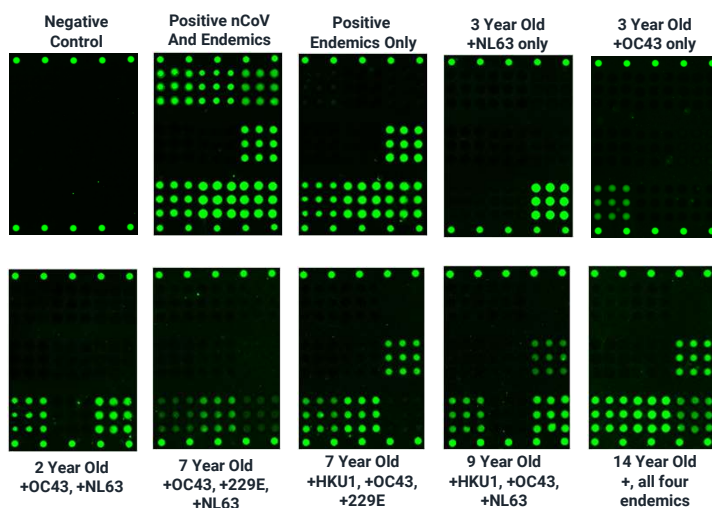 Negative
Control
Positive nCoV
And Endemics
Positive
Endemics Only
3 Year Old
+NL63 only
3 Year Old
+OC43 only
2 Year Old
+OC43, +NL63
7 Year Old
+OC43, +229E,
+NL63
7 Year Old
+HKU1, +OC43,
+229E
9 Year Old
+HKU1, +OC43,
+NL63
14 Year Old
+, all four
endemics